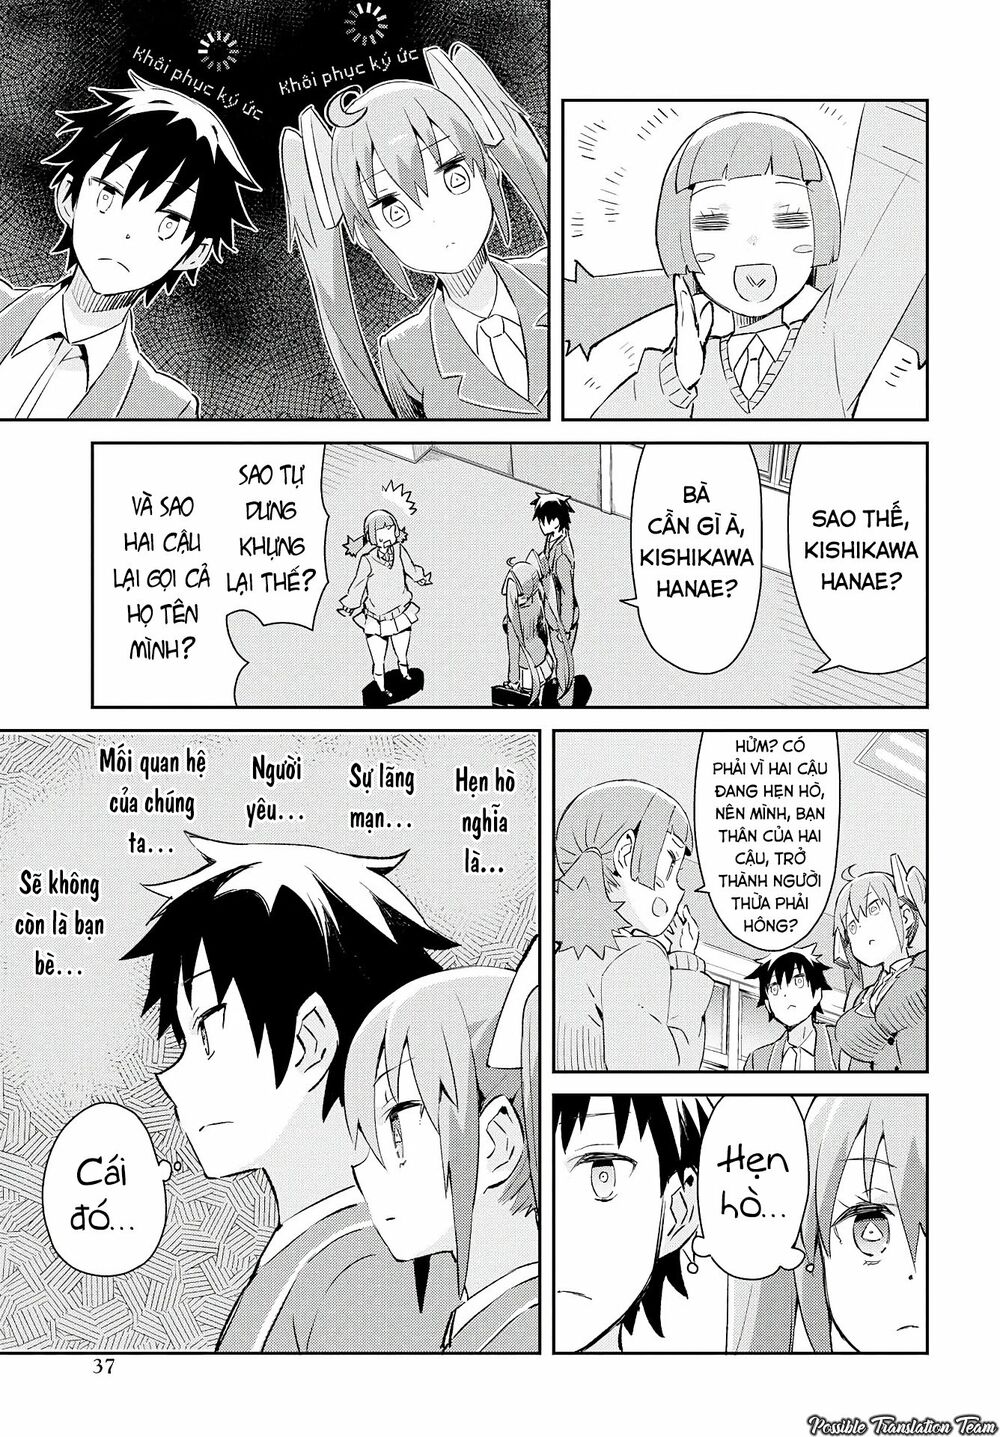 Khôi phục ký ức
Khôi phục ký ức
SAO THẾ,
KISHIKAWA
HANAE?
BÀ
CẦN GÌ À,
KISHIKAWA
HANAE?
SAO TỰ
DƯNG
KHỰNG
LẠI THẾ?
VÀ SAO
HAI CẬU
LẠI GỌI CẢ
HỌ TÊN
MÌNH?
HỬM? CÓ
PHẢI VÌ HAI CẬU
ĐANG HẸN HÒ,
NÊN MÌNH, BẠN
THÂN CỦA HAI
CẬU, TRỞ
THÀNH NGƯỜI
THỪA PHẢI
HÔNG?
Hẹn
hò...
Hẹn hò
nghĩa
là...
Sự lãng
mạn...
Người
yêu...
Mối quan hệ
của chúng
ta...
Sẽ không
còn là bạn
bè...
Cái
đó...
37
Possible Translation Team